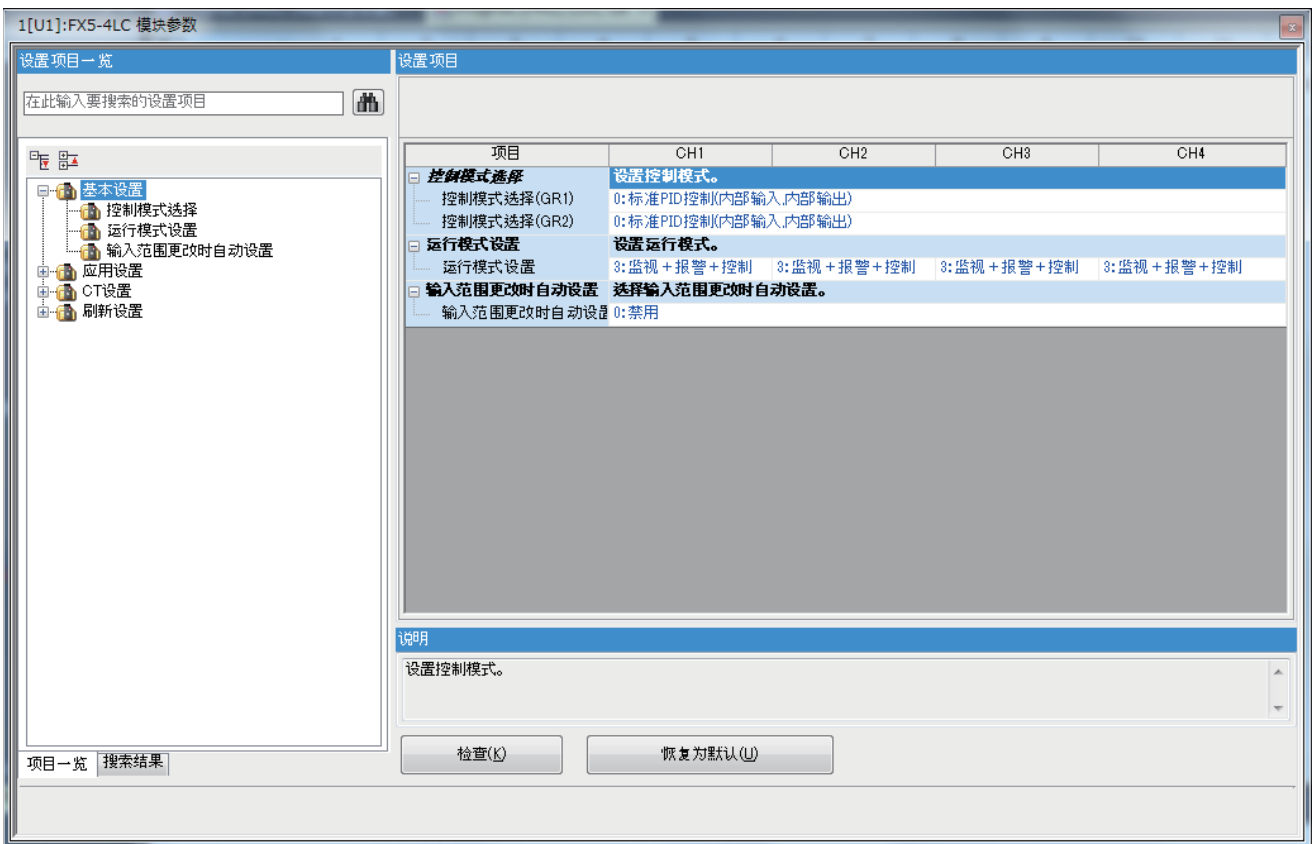 1[U1]:FX5-4LC 模块参数
设置项目一览
在此输入要搜索的设置项目
基本设置
控制模式选择
运行模式设置
输入范围更改时自动设置
应用设置
CT设置
刷新设置
项目一览 搜索结果
设置项目
项目 CH1 CH2 CH3 CH4
控制模式选择 设置控制模式。
控制模式选择(GR1) 0:标准PID控制(内部输入,内部输出)
控制模式选择(GR2) 0:标准PID控制(内部输入,内部输出)
运行模式设置 设置运行模式。
运行模式设置 3:监视+报警+控制 3:监视+报警+控制 3:监视+报警+控制 3:监视+报警+控制
输入范围更改时自动设置 选择输入范围更改时自动设置。
输入范围更改时自动设置 0:禁用
说明
设置控制模式。
检查(K) 恢复为默认(U)